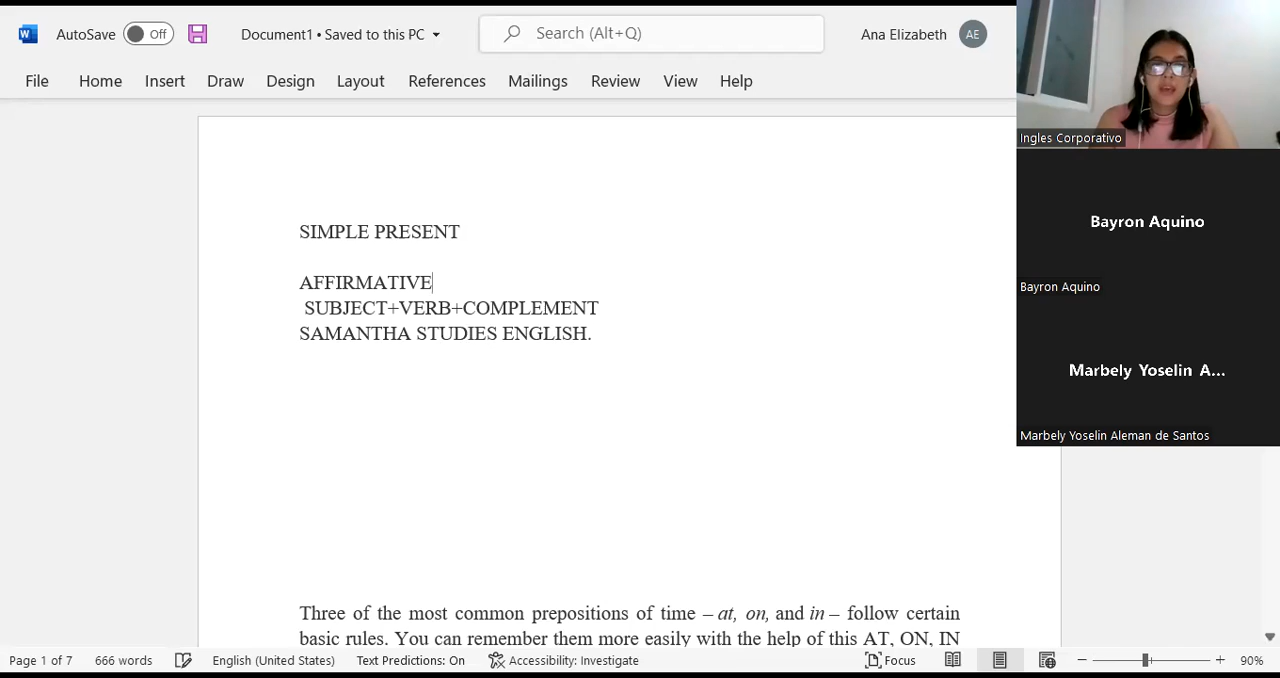 AutoSave Off Document1 • Saved to this PC Search (Alt+Q) Ana Elizabeth AE
File Home Insert Draw Design Layout References Mailings Review View Help
Ingles Corporativo
Bayron Aquino
Bayron Aquino
Marbely Yoselin A...
Marbely Yoselin Aleman de Santos
SIMPLE PRESENT
AFFIRMATIVE
SUBJECT+VERB+COMPLEMENT
SAMANTHA STUDIES ENGLISH.
Three of the most common prepositions of time – at, on, and in – follow certain
basic rules. You can remember them more easily with the help of this AT, ON, IN
Page 1 of 7 666 words English (United States) Text Predictions: On Accessibility: Investigate Focus 90%